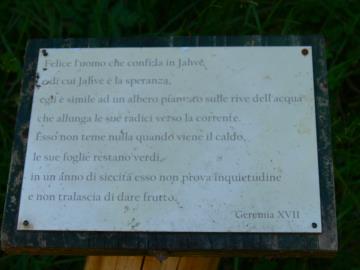 Felice l'uomo che confida in Jahvé
e di cui Jahvé è la speranza,
egli è simile ad un albero piantato sulle rive dell'acqua
che allunga le sue radici verso la corrente.
Esso non teme nulla quando viene il caldo,
le sue foglie restano verdi,
in un anno di siccità esso non prova inquietudine
e non tralascia di dare frutto.
Geremia XVII